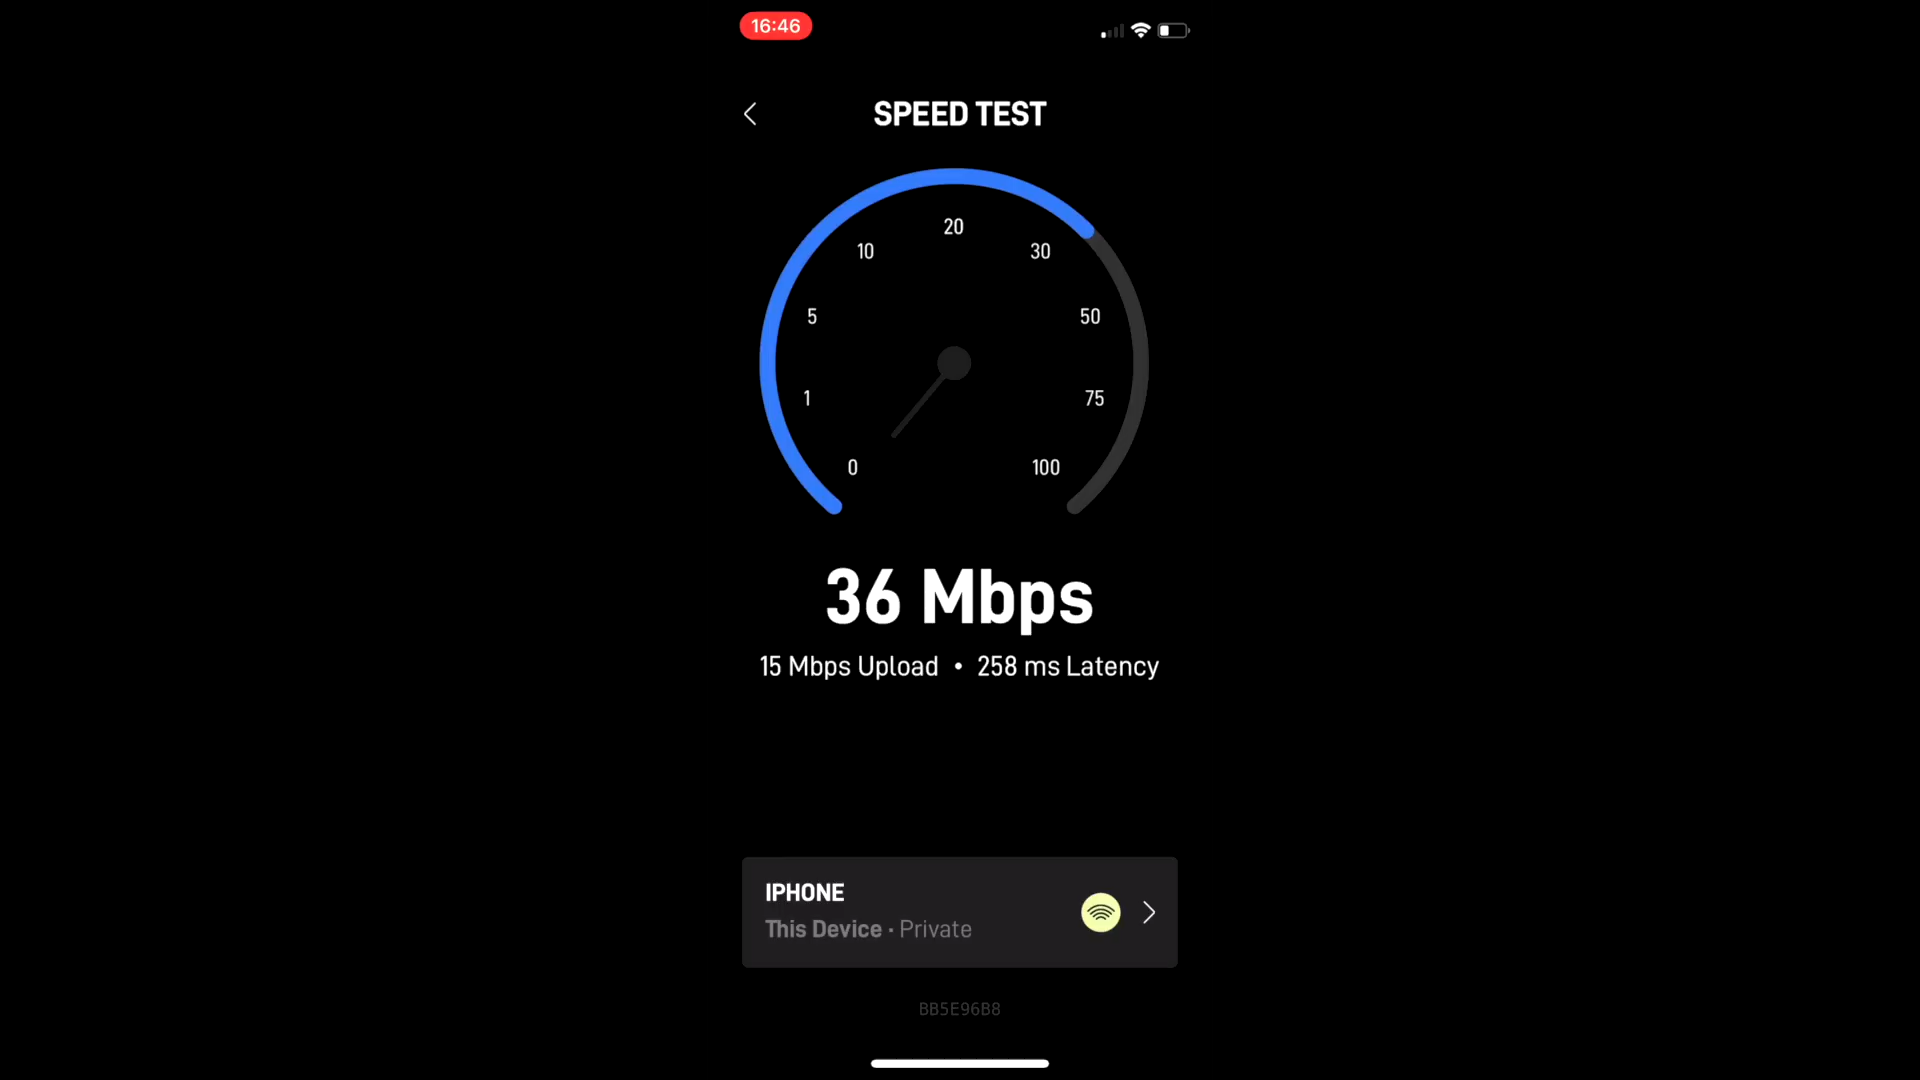 16:46
SPEED TEST
20
10
30
5
50
1
75
0
100
36 Mbps
15 Mbps Upload • 258 ms Latency
IPHONE
This Device · Private
BB5E96B8